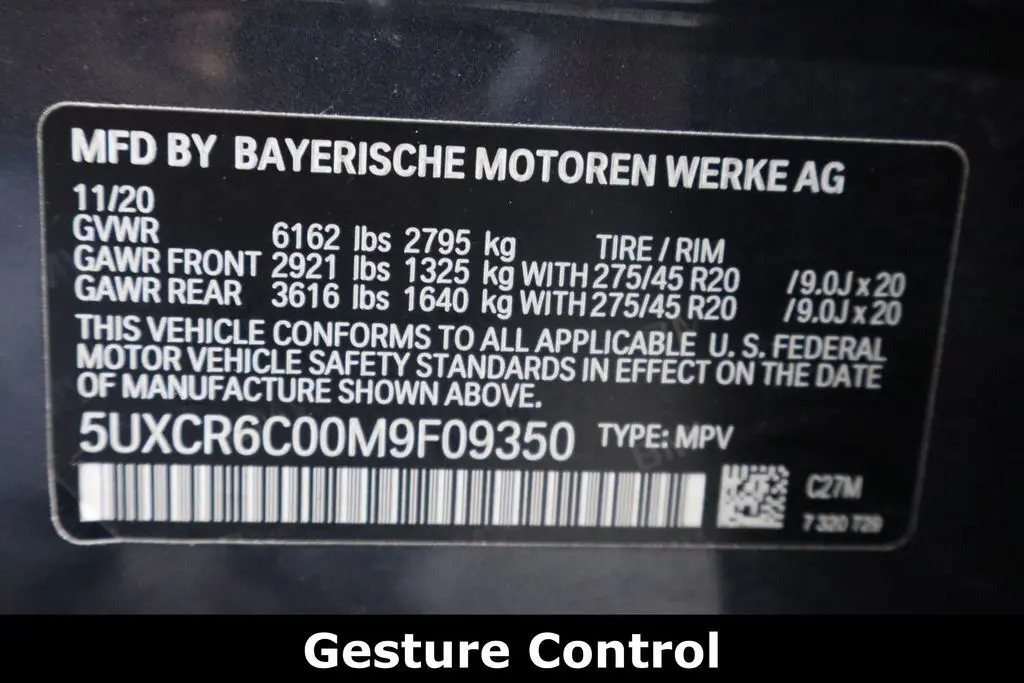 MFD BY BAYERISCHE MOTOREN WERKE AG
11/20
GVWR 6162 lbs 2795 kg TIRE / RIM
GAWR FRONT 2921 lbs 1325 kg WITH 275/45 R20 /9.0J x 20
GAWR REAR 3616 lbs 1640 kg WITH 275/45 R20 /9.0J x 20
THIS VEHICLE CONFORMS TO ALL APPLICABLE U. S. FEDERAL
MOTOR VEHICLE SAFETY STANDARDS IN EFFECT ON THE DATE
OF MANUFACTURE SHOWN ABOVE.
5UXCR6C00M9F09350 TYPE: MPV
C27M
7 320 729
Gesture Control